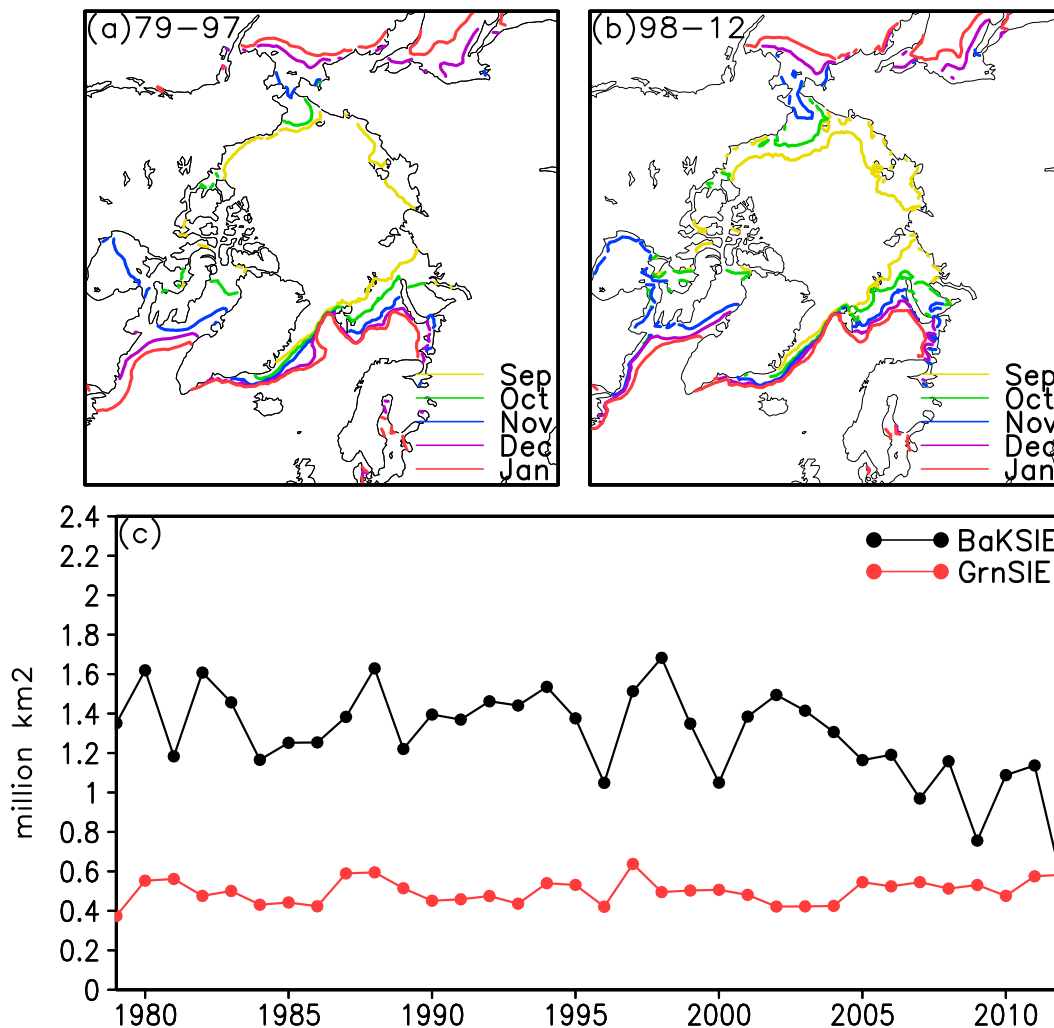 (a)79-97
Sep
Oct
Nov
Dec
Jan
(b)98-12
Sep
Oct
Nov
Dec
Jan
(c)
BaKSIE
GrnSIE
million km2
2.4
2.2
2
1.8
1.6
1.4
1.2
1
0.8
0.6
0.4
0.2
0
1980 1985 1990 1995 2000 2005 2010